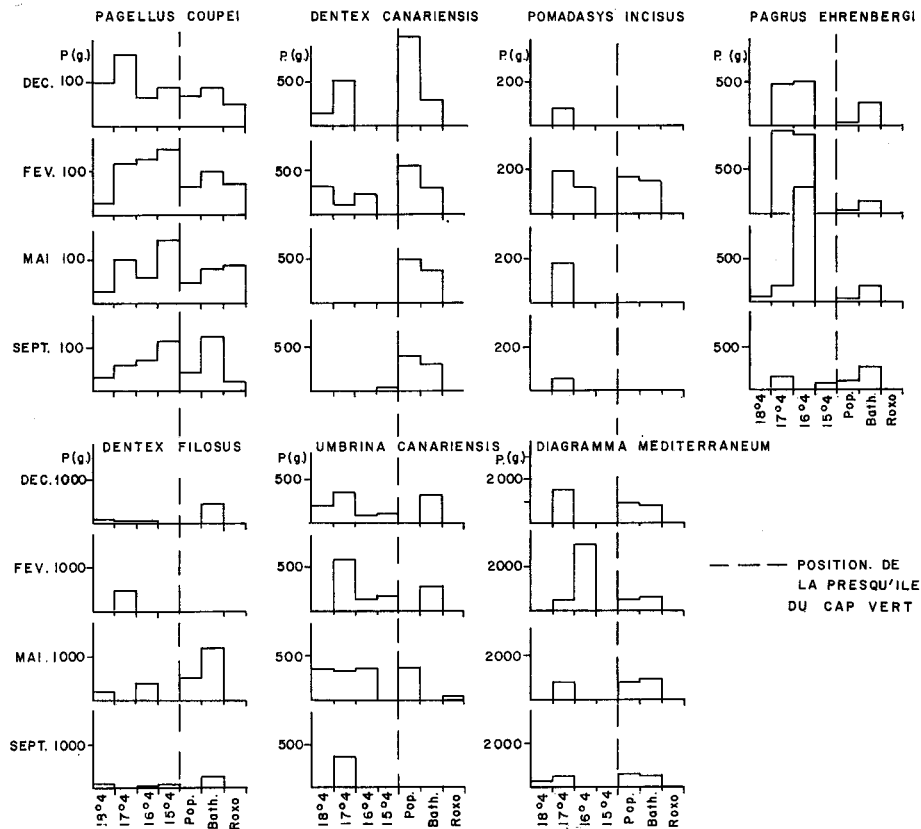 PAGELLUS COUPEI DENTEX CANARIENSIS POMADASYS INCISUS PAGRUS EHRENBERGI
P(g.) P(g.) P.(g.) P.(g.)
DEC. 100 500 200 500
FEV. 100 500 200 500
MAI 100 500 200 500
SEPT. 100 500 200 500
18°4 17°4 16°4 15°4 Pop. Bath. Roxo
DENTEX FILOSUS UMBRINA CANARIENSIS DIAGRAMMA MEDITERRANEUM
P(g.) P(g.) P.(g.)
DEC. 1000 500 2000
FEV. 1000 500 2000
MAI. 1000 500 2000
SEPT. 1000 500 2000
18°4 17°4 16°4 15°4 Pop. Bath. Roxo 18°4 17°4 16°4 15°4 Pop. Bath. Roxo 18°4 17°4 16°4 15°4 Pop. Bath. Roxo
POSITION. DE
LA PRESQU'ILE
DU CAP VERT